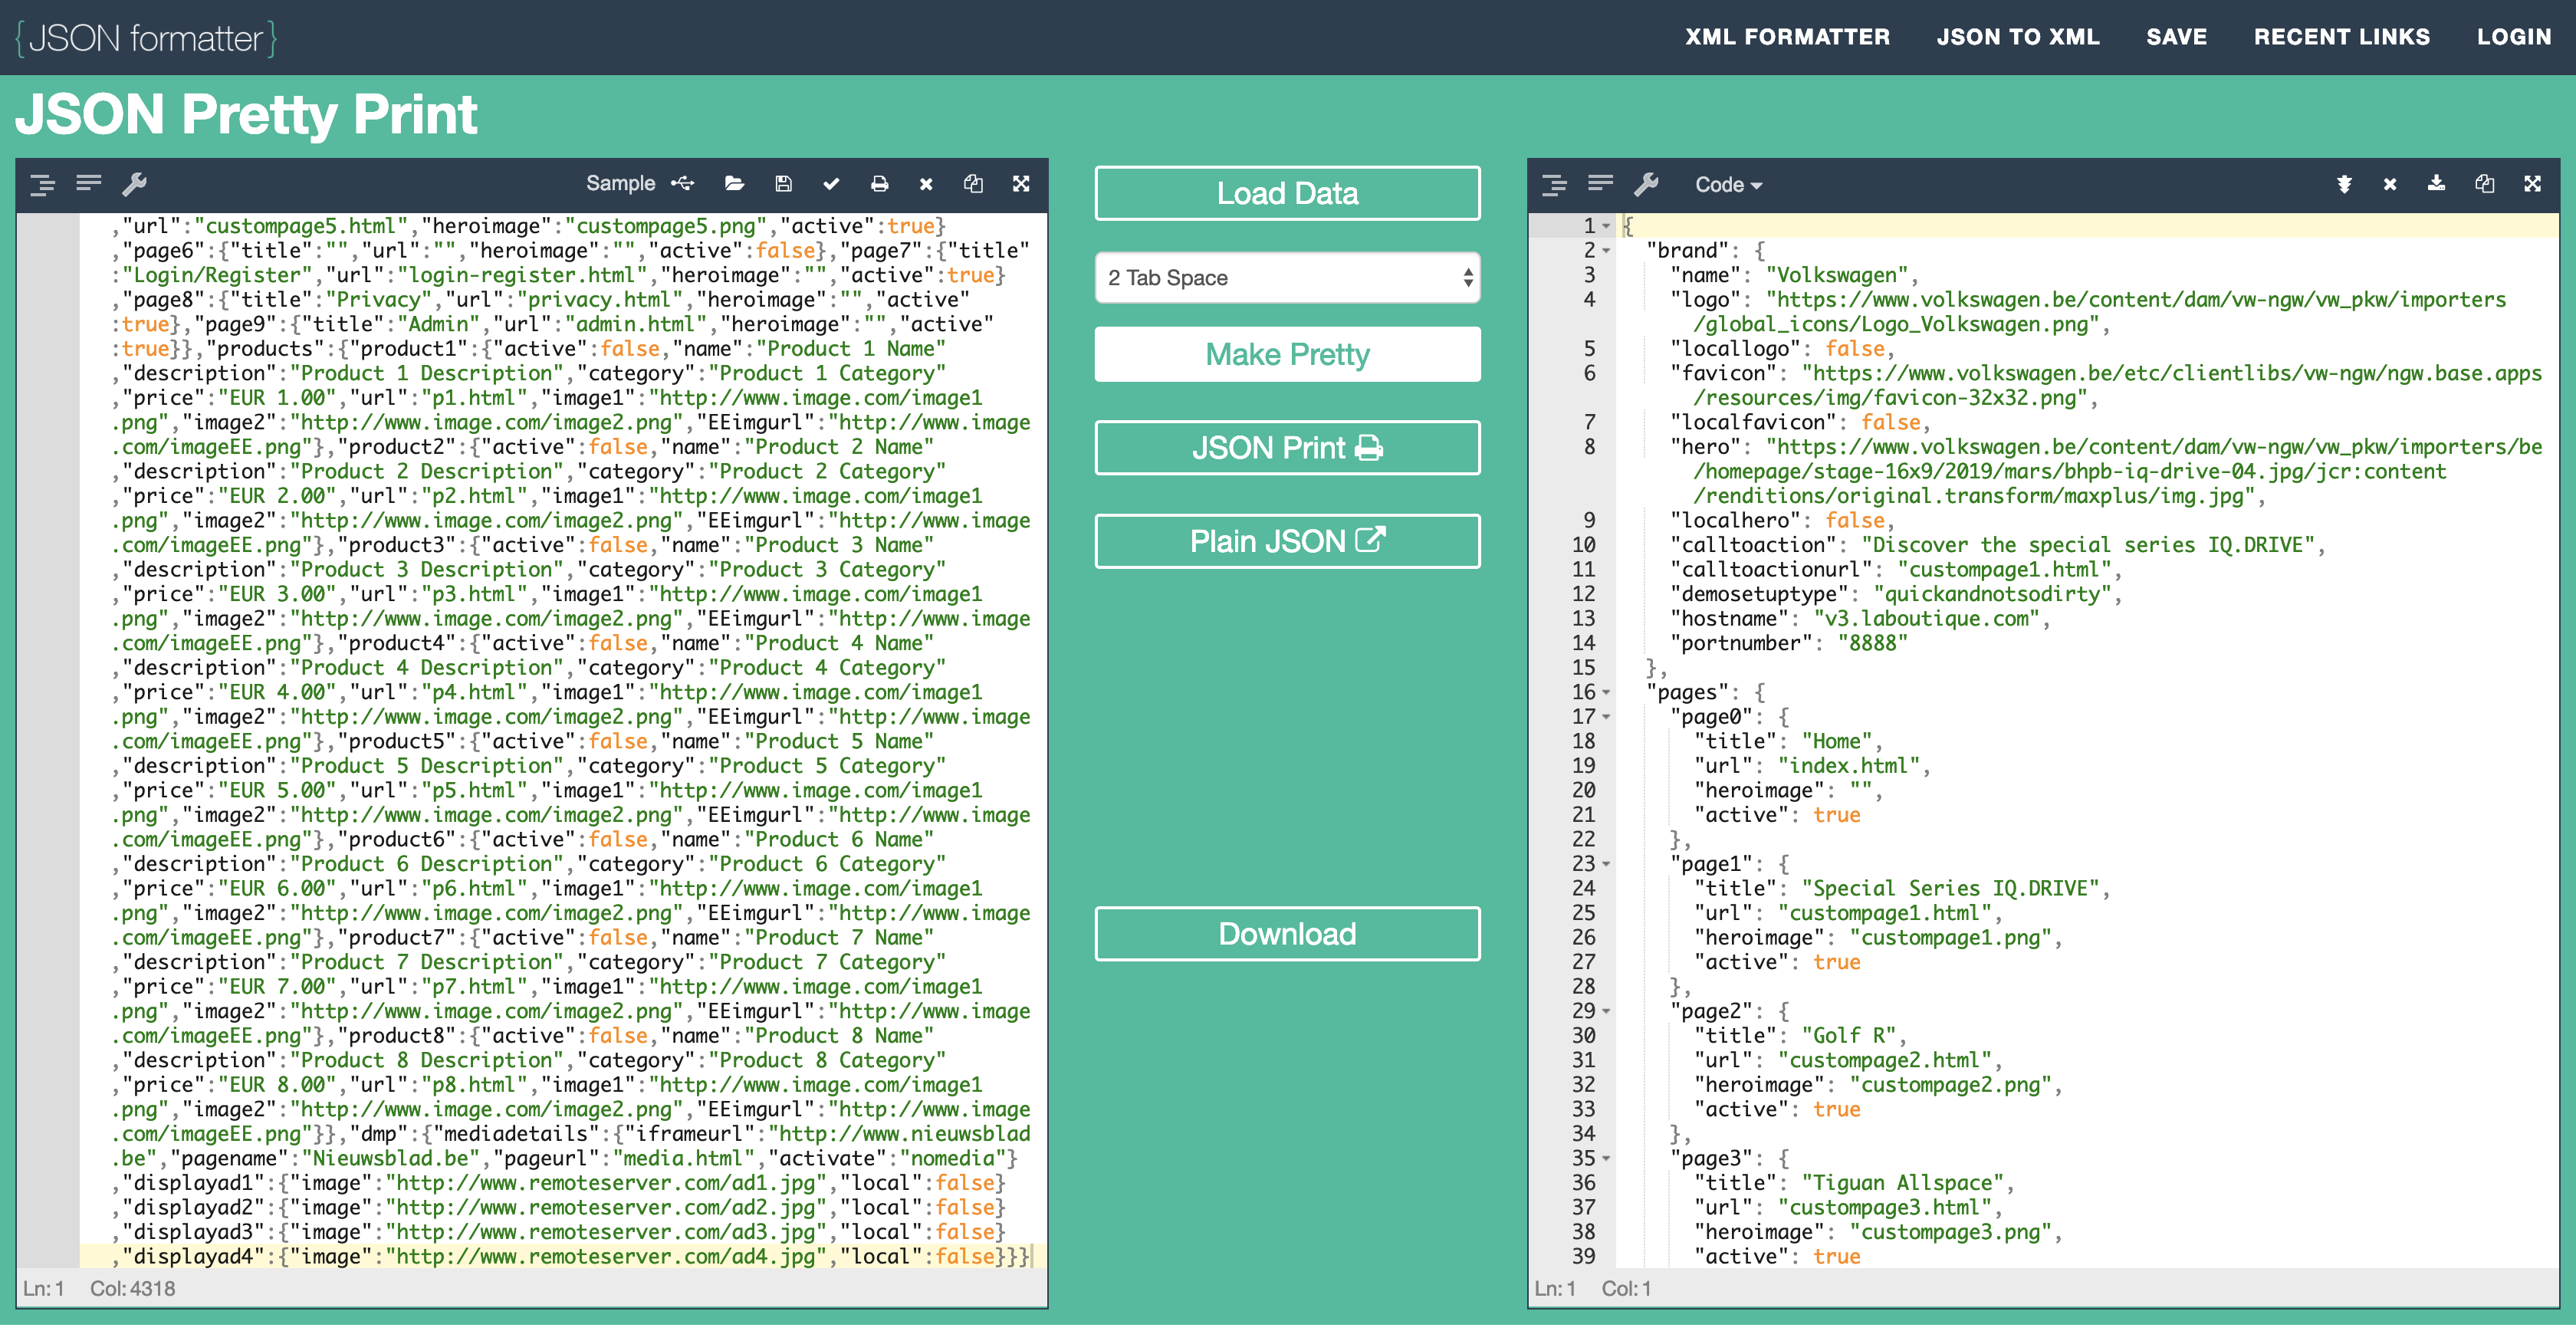 {JSON formatter}
XML FORMATTER JSON TO XML SAVE RECENT LINKS LOGIN
JSON Pretty Print
Sample
,"url":"custompage5.html","heroimage":"custompage5.png","active":true}
,"page6":{"title":"","url":"","heroimage":"","active":false},"page7":{"title"
:"Login/Register","url":"login-register.html","heroimage":"","active":true}
,"page8":{"title":"Privacy","url":"privacy.html","heroimage":"","active"
:true},"page9":{"title":"Admin","url":"admin.html","heroimage":"","active"
:true}},"products":{"product1":{"active":false,"name":"Product 1 Name"
,"description":"Product 1 Description","category":"Product 1 Category"
,"price":"EUR 1.00","url":"p1.html","image1":"http://www.image.com/image1
.png","image2":"http://www.image.com/image2.png","EEimgurl":"http://www.image
.com/imageEE.png"},"product2":{"active":false,"name":"Product 2 Name"
,"description":"Product 2 Description","category":"Product 2 Category"
,"price":"EUR 2.00","url":"p2.html","image1":"http://www.image.com/image1
.png","image2":"http://www.image.com/image2.png","EEimgurl":"http://www.image
.com/imageEE.png"},"product3":{"active":false,"name":"Product 3 Name"
,"description":"Product 3 Description","category":"Product 3 Category"
,"price":"EUR 3.00","url":"p3.html","image1":"http://www.image.com/image1
.png","image2":"http://www.image.com/image2.png","EEimgurl":"http://www.image
.com/imageEE.png"},"product4":{"active":false,"name":"Product 4 Name"
,"description":"Product 4 Description","category":"Product 4 Category"
,"price":"EUR 4.00","url":"p4.html","image1":"http://www.image.com/image1
.png","image2":"http://www.image.com/image2.png","EEimgurl":"http://www.image
.com/imageEE.png"},"product5":{"active":false,"name":"Product 5 Name"
,"description":"Product 5 Description","category":"Product 5 Category"
,"price":"EUR 5.00","url":"p5.html","image1":"http://www.image.com/image1
.png","image2":"http://www.image.com/image2.png","EEimgurl":"http://www.image
.com/imageEE.png"},"product6":{"active":false,"name":"Product 6 Name"
,"description":"Product 6 Description","category":"Product 6 Category"
,"price":"EUR 6.00","url":"p6.html","image1":"http://www.image.com/image1
.png","image2":"http://www.image.com/image2.png","EEimgurl":"http://www.image
.com/imageEE.png"},"product7":{"active":false,"name":"Product 7 Name"
,"description":"Product 7 Description","category":"Product 7 Category"
,"price":"EUR 7.00","url":"p7.html","image1":"http://www.image.com/image1
.png","image2":"http://www.image.com/image2.png","EEimgurl":"http://www.image
.com/imageEE.png"},"product8":{"active":false,"name":"Product 8 Name"
,"description":"Product 8 Description","category":"Product 8 Category"
,"price":"EUR 8.00","url":"p8.html","image1":"http://www.image.com/image1
.png","image2":"http://www.image.com/image2.png","EEimgurl":"http://www.image
.com/imageEE.png"}},"dmp":{"mediadetails":{"iframeurl":"http://www.nieuwsblad
.be","pagename":"Nieuwsblad.be","pageurl":"media.html","activate":"nomedia"}
,"displayad1":{"image":"http://www.remoteserver.com/ad1.jpg","local":false}
,"displayad2":{"image":"http://www.remoteserver.com/ad2.jpg","local":false}
,"displayad3":{"image":"http://www.remoteserver.com/ad3.jpg","local":false}
,"displayad4":{"image":"http://www.remoteserver.com/ad4.jpg","local":false}}}
Ln: 1 Col: 4318
Load Data
2 Tab Space
Make Pretty
JSON Print
Plain JSON
Download
Code
1 {
2 "brand": {
3 "name": "Volkswagen",
4 "logo": "https://www.volkswagen.be/content/dam/vw-ngw/vw_pkw/importers
/global_icons/Logo_Volkswagen.png",
5 "locallogo": false,
6 "favicon": "https://www.volkswagen.be/etc/clientlibs/vw-ngw/ngw.base.apps
/resources/img/favicon-32x32.png",
7 "localfavicon": false,
8 "hero": "https://www.volkswagen.be/content/dam/vw-ngw/vw_pkw/importers/be
/homepage/stage-16x9/2019/mars/bhpb-iq-drive-04.jpg/jcr:content
/renditions/original.transform/maxplus/img.jpg",
9 "localhero": false,
10 "calltoaction": "Discover the special series IQ.DRIVE",
11 "calltoactionurl": "custompage1.html",
12 "demosetuptype": "quickandnotsodirty",
13 "hostname": "v3.laboutique.com",
14 "portnumber": "8888"
15 },
16 "pages": {
17 "page0": {
18 "title": "Home",
19 "url": "index.html",
20 "heroimage": "",
21 "active": true
22 },
23 "page1": {
24 "title": "Special Series IQ.DRIVE",
25 "url": "custompage1.html",
26 "heroimage": "custompage1.png",
27 "active": true
28 },
29 "page2": {
30 "title": "Golf R",
31 "url": "custompage2.html",
32 "heroimage": "custompage2.png",
33 "active": true
34 },
35 "page3": {
36 "title": "Tiguan Allspace",
37 "url": "custompage3.html",
38 "heroimage": "custompage3.png",
39 "active": true
Ln: 1 Col: 1